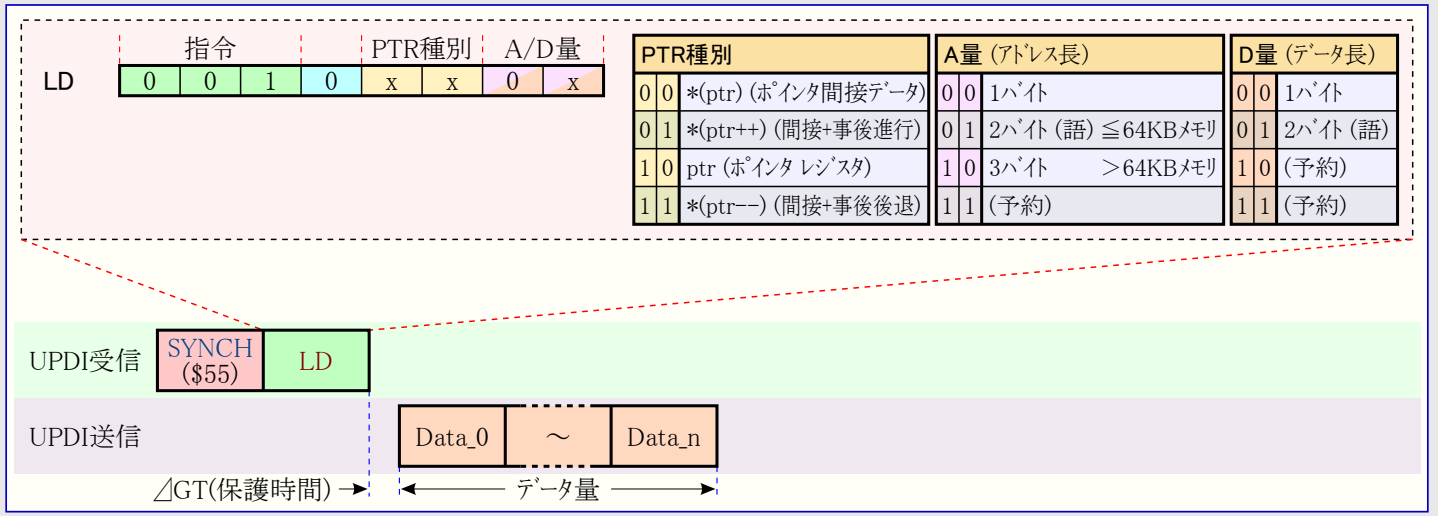 指令 PTR種別 A/D量
LD 0 0 1 0 x x 0 x
PTR種別
0 0 *(ptr) (ポインタ間接データ)
0 1 *(ptr++) (間接+事後進行)
1 0 ptr (ポインタ レジスタ)
1 1 *(ptr--) (間接+事後後退)
A量 (アドレス長)
0 0 1バイト
0 1 2バイト (語) ≦64KBメモリ
1 0 3バイト >64KBメモリ
1 1 (予約)
D量 (データ長)
0 0 1バイト
0 1 2バイト (語)
1 0 (予約)
1 1 (予約)
UPDI受信
SYNCH
($55)
LD
UPDI送信
Data_0 ~ Data_n
⊿GT(保護時間)
データ量